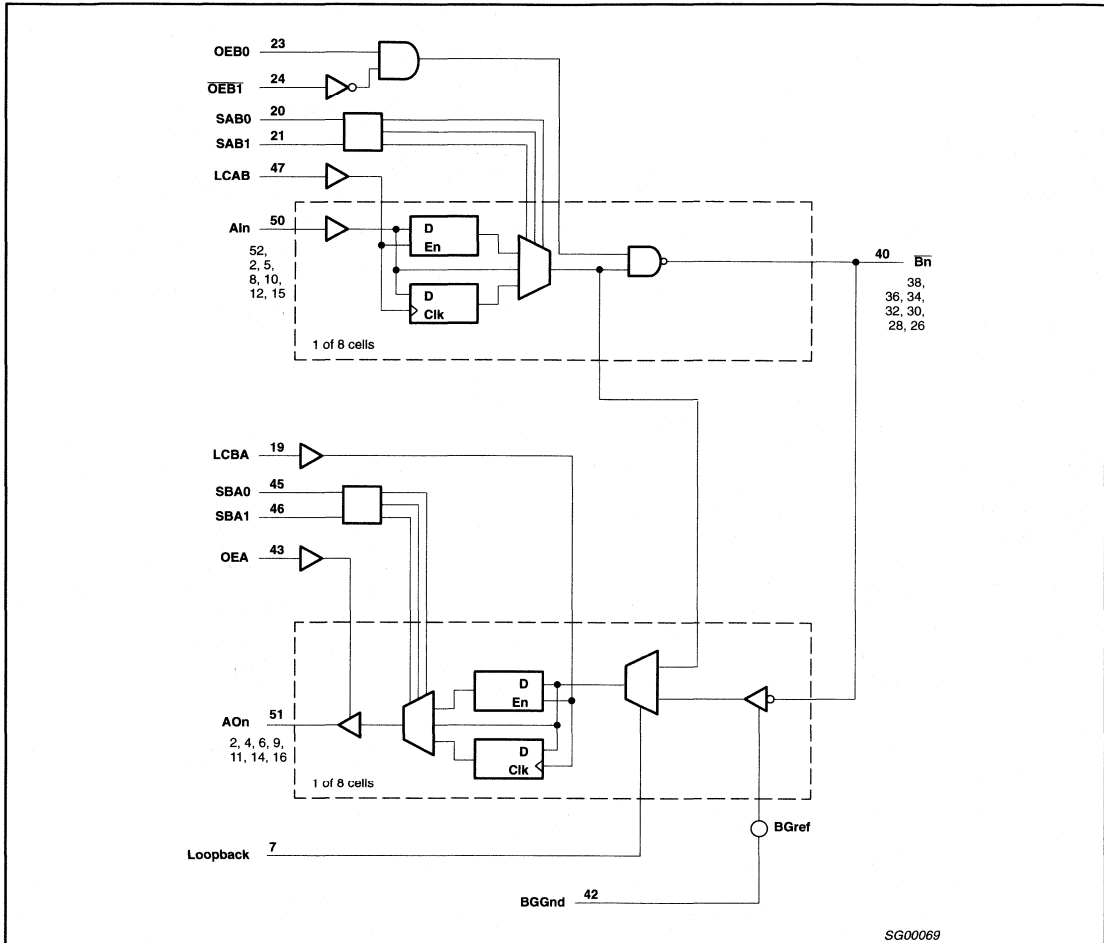 OEB0 23
OEB1 24
SAB0 20
SAB1 21
LCAB 47
AIn 50
52,
2, 5,
8, 10,
12, 15
D
En
D
Clk
1 of 8 cells
40 Bn
38,
36, 34,
32, 30,
28, 26
LCBA 19
SBA0 45
SBA1 46
OEA 43
D
En
D
Clk
AOn 51
2, 4, 6, 9,
11, 14, 16
1 of 8 cells
BGref
Loopback 7
BGGnd 42
SG00069